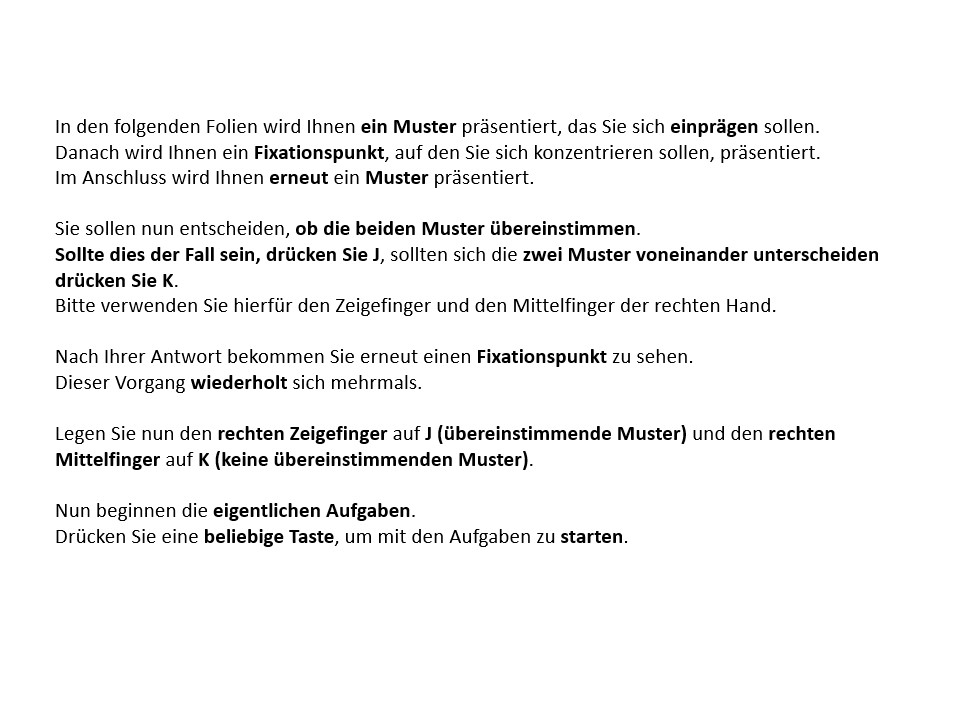 In den folgenden Folien wird Ihnen ein Muster präsentiert, das Sie sich einprägen sollen.
Danach wird Ihnen ein Fixationspunkt, auf den Sie sich konzentrieren sollen, präsentiert.
Im Anschluss wird Ihnen erneut ein Muster präsentiert.
Sie sollen nun entscheiden, ob die beiden Muster übereinstimmen.
Sollte dies der Fall sein, drücken Sie J, sollten sich die zwei Muster voneinander unterscheiden
drücken Sie K.
Bitte verwenden Sie hierfür den Zeigefinger und den Mittelfinger der rechten Hand.
Nach Ihrer Antwort bekommen Sie erneut einen Fixationspunkt zu sehen.
Dieser Vorgang wiederholt sich mehrmals.
Legen Sie nun den rechten Zeigefinger auf J (übereinstimmende Muster) und den rechten
Mittelfinger auf K (keine übereinstimmenden Muster).
Nun beginnen die eigentlichen Aufgaben.
Drücken Sie eine beliebige Taste, um mit den Aufgaben zu starten.